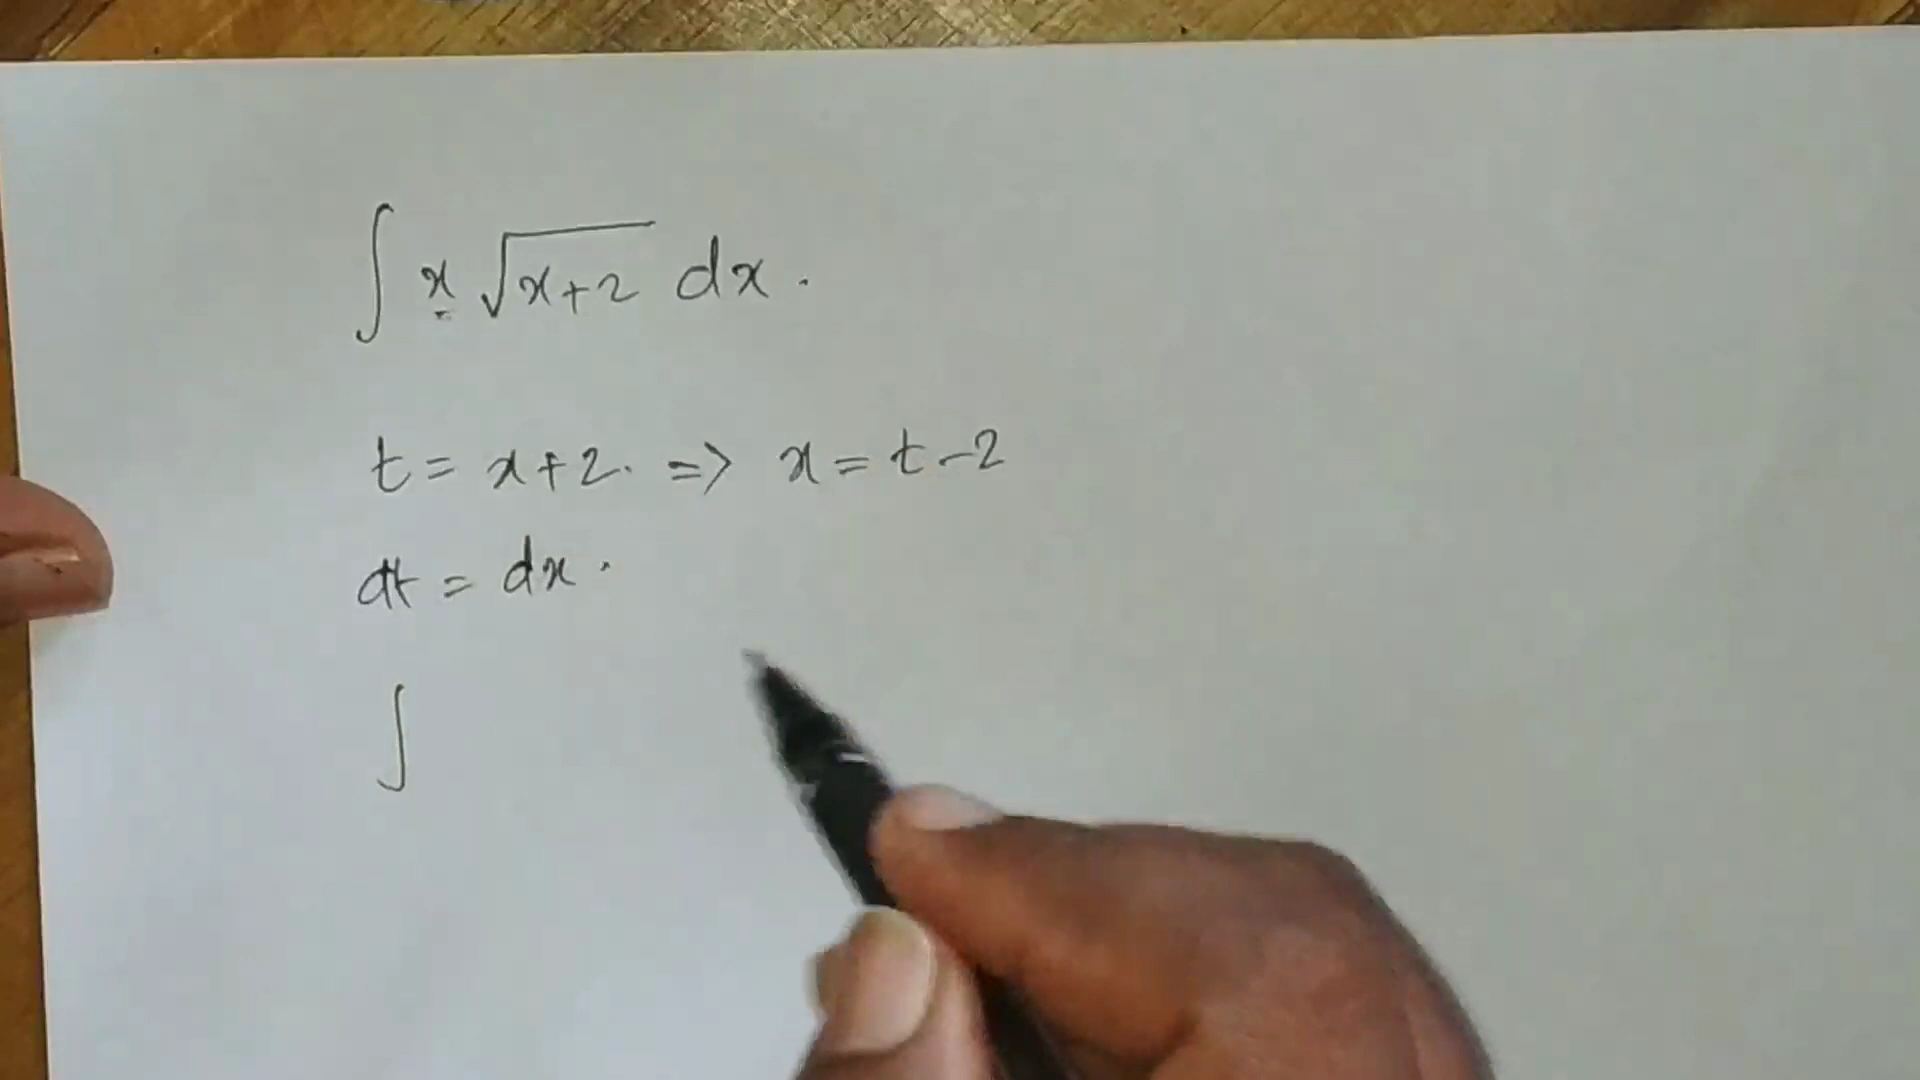 ∫ x √(x+2) dx.
t = x+2. => x = t-2
dt = dx.
∫